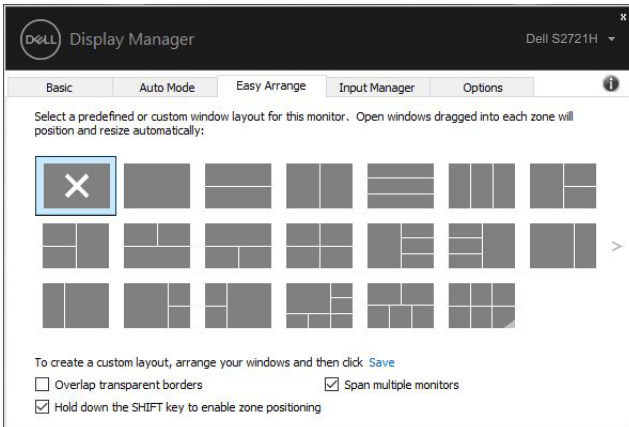 x
DELL Display Manager
Dell S2721H
Basic Auto Mode Easy Arrange Input Manager Options
Select a predefined or custom window layout for this monitor. Open windows dragged into each zone will
position and resize automatically:
To create a custom layout, arrange your windows and then click Save
Overlap transparent borders Span multiple monitors
Hold down the SHIFT key to enable zone positioning